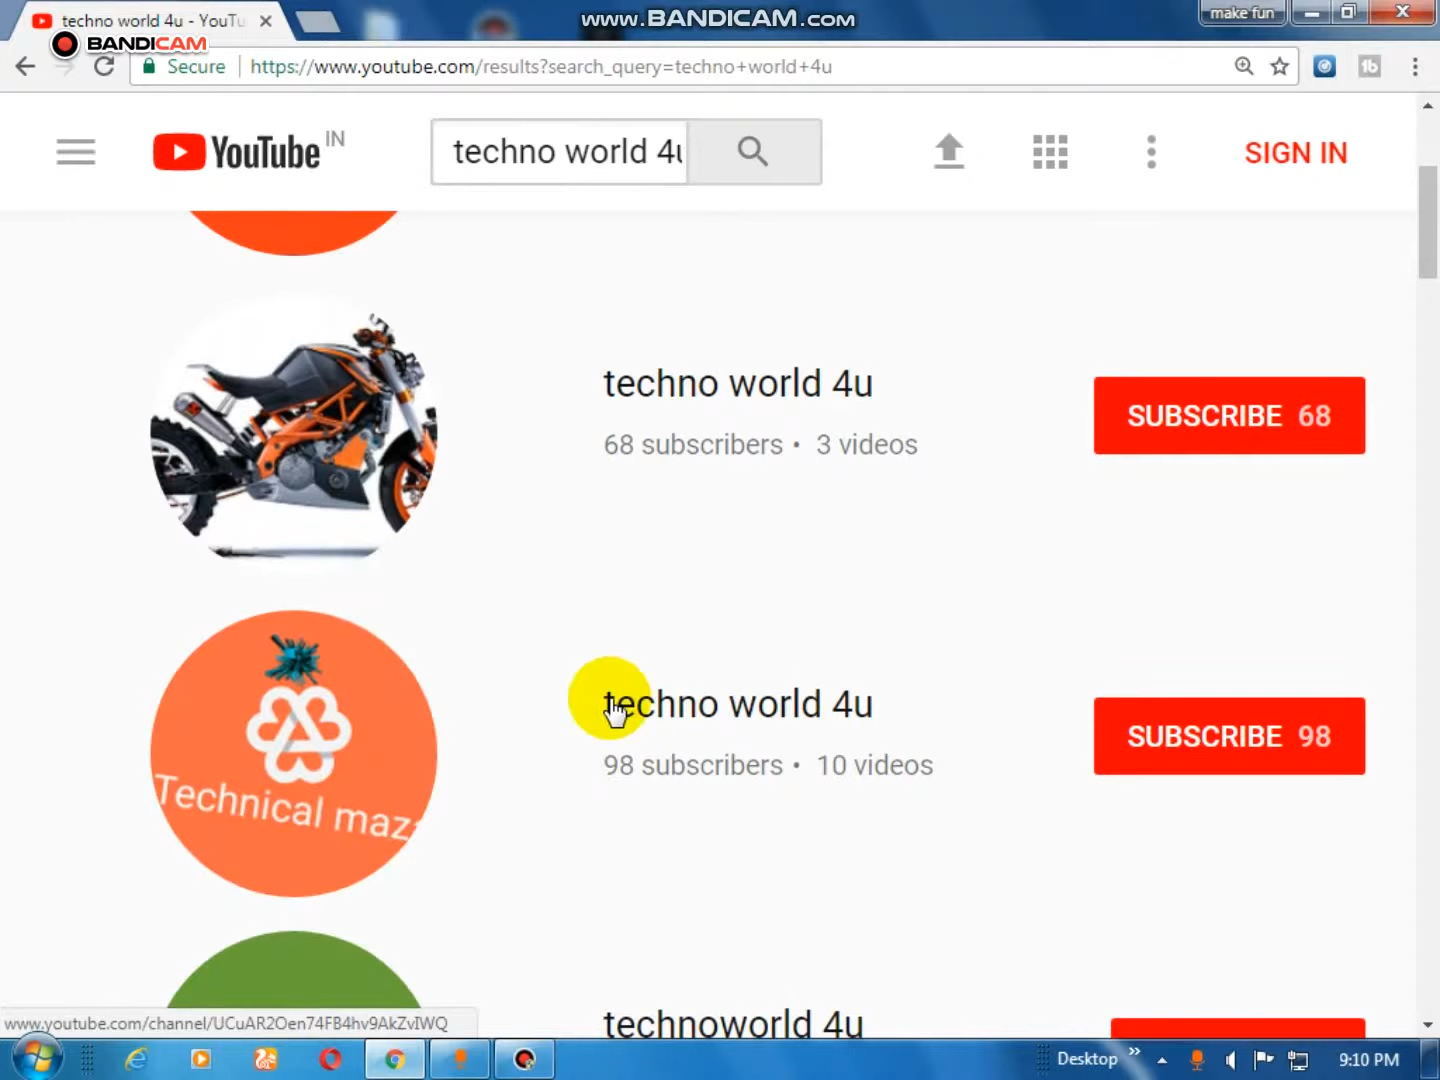 techno world 4u - YouTu
www.BANDICAM.com
make fun
BANDICAM
Secure
https://www.youtube.com/results?search_query=techno+world+4u
YouTube IN
techno world 4u
SIGN IN
techno world 4u
68 subscribers • 3 videos
SUBSCRIBE 68
Technical maza
techno world 4u
98 subscribers • 10 videos
SUBSCRIBE 98
technoworld 4u
www.youtube.com/channel/UCuAR2Oen74FB4hv9AkZvIWQ
Desktop
9:10 PM